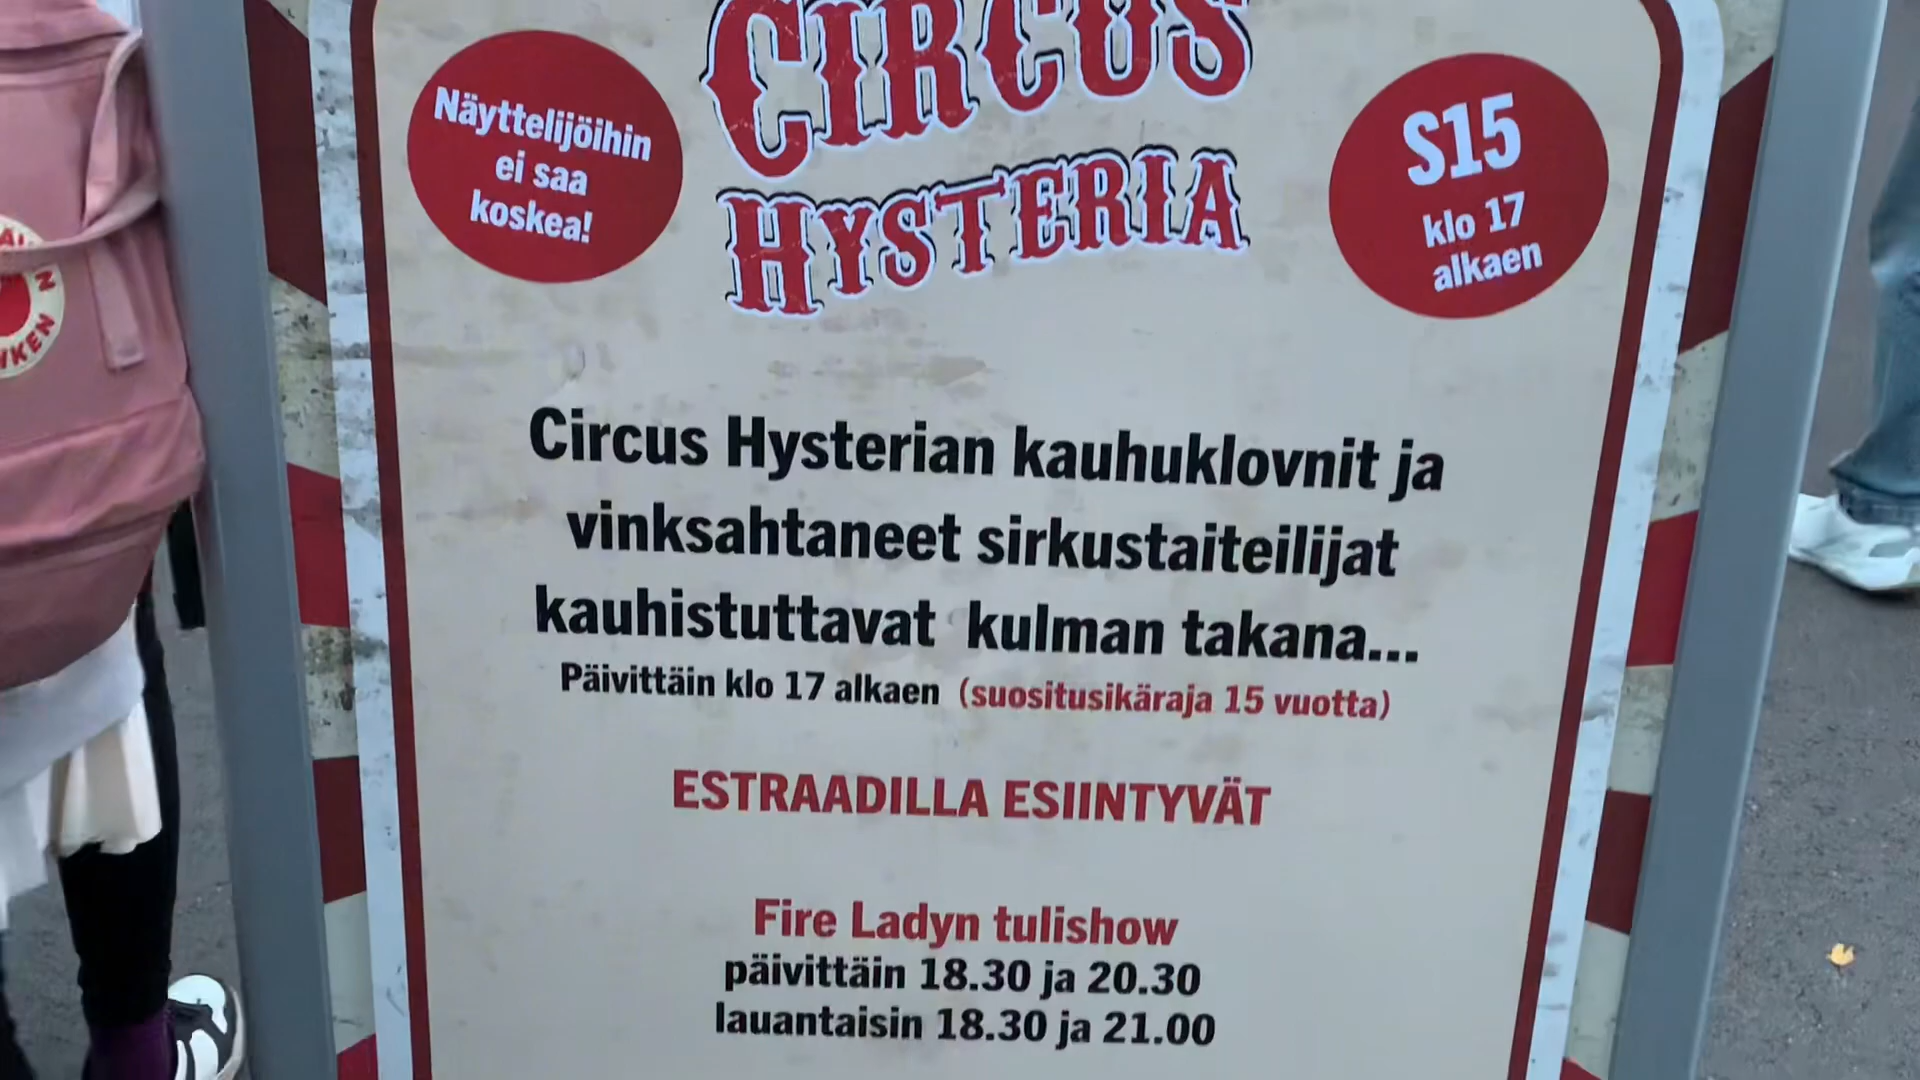 CIRCUS
HYSTERIA
Näyttelijöihin
ei saa
koskea!
S15
klo 17
alkaen
Circus Hysterian kauhuklovnit ja
vinksahtaneet sirkustaiteilijat
kauhistuttavat kulman takana...
Päivittäin klo 17 alkaen (suositusikäraja 15 vuotta)
ESTRAADILLA ESIINTYVÄT
Fire Ladyn tulishow
päivittäin 18.30 ja 20.30
lauantaisin 18.30 ja 21.00